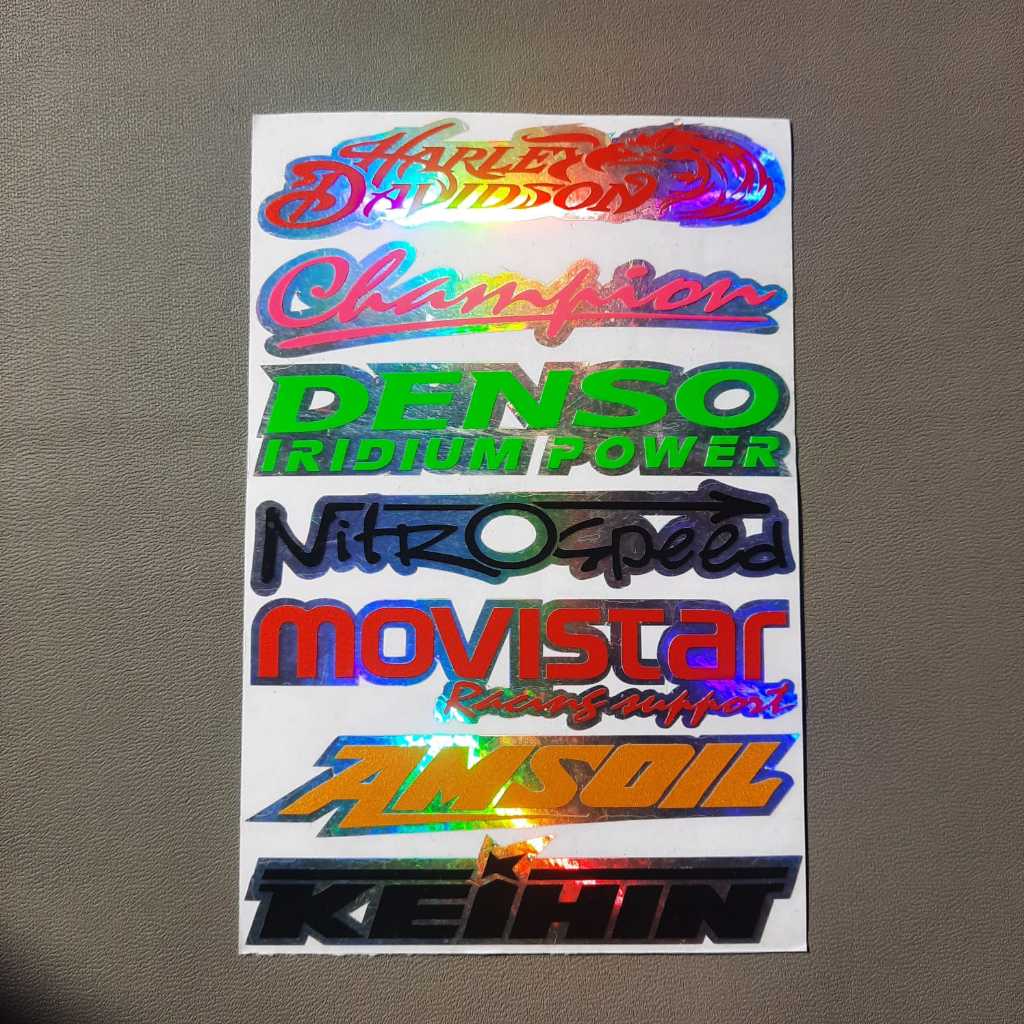 HARLEY
DAVIDSON
Champion
DENSO
IRIDIUM POWER
NitROspeed
movistar
Racing support
AMSOIL
KEIHIN